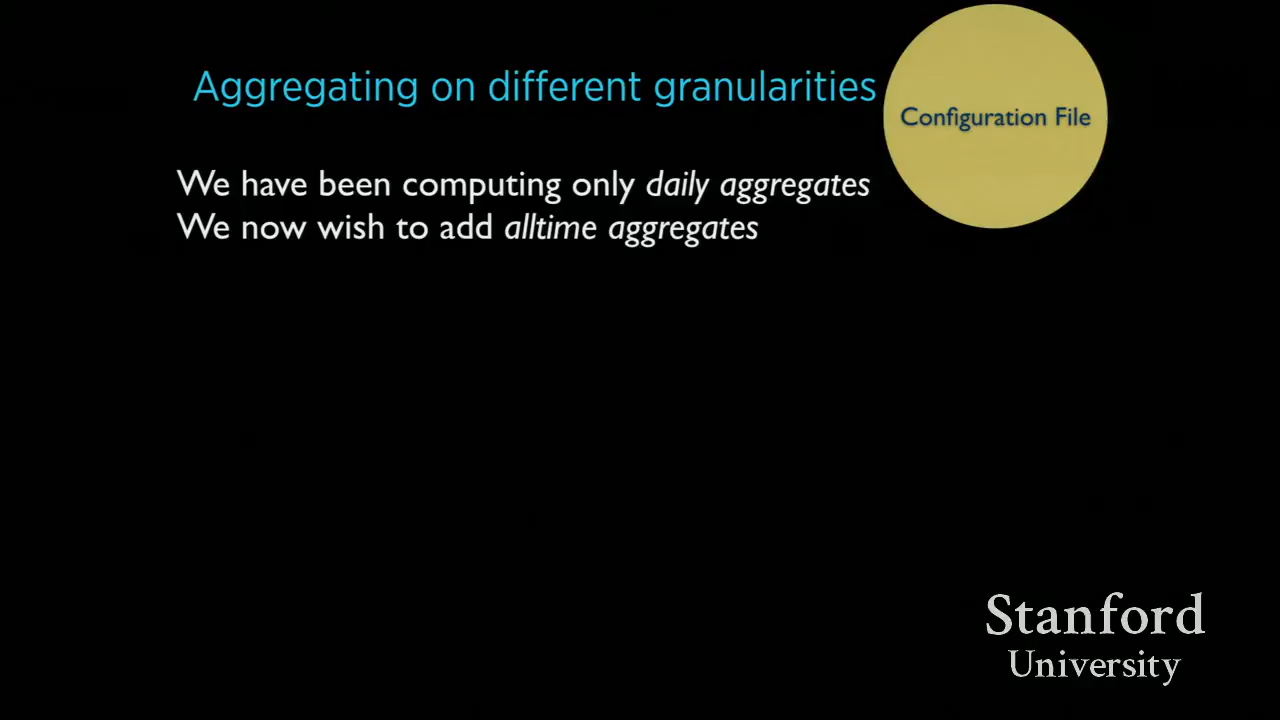 Aggregating on different granularities
Configuration File
We have been computing only daily aggregates
We now wish to add alltime aggregates
Stanford
University